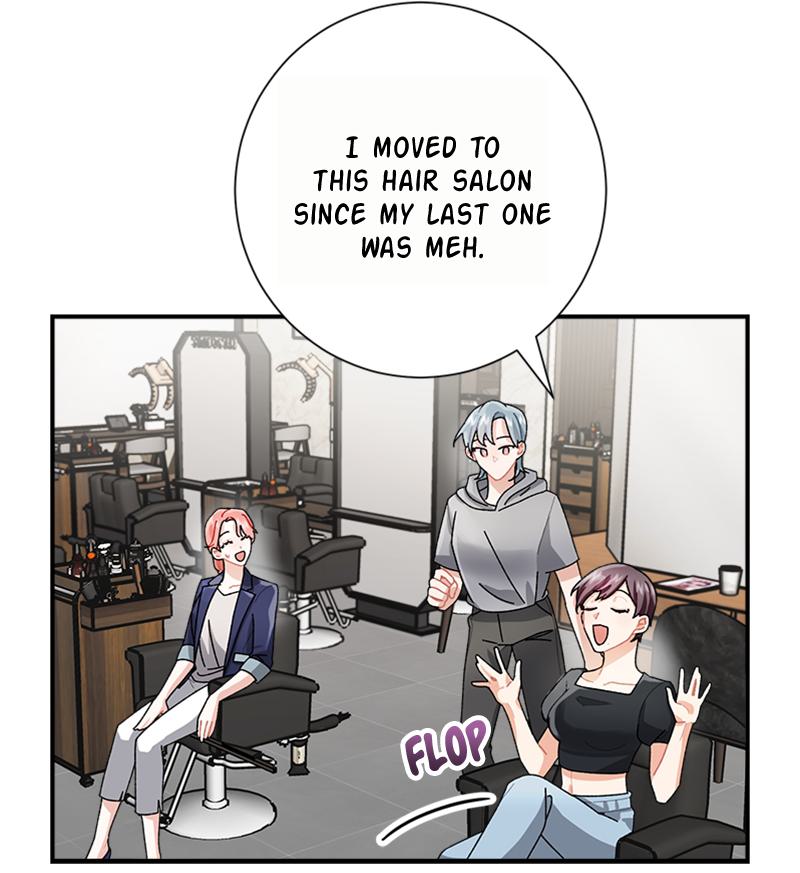 I MOVED TO
THIS HAIR SALON
SINCE MY LAST ONE
WAS MEH.
FLOP